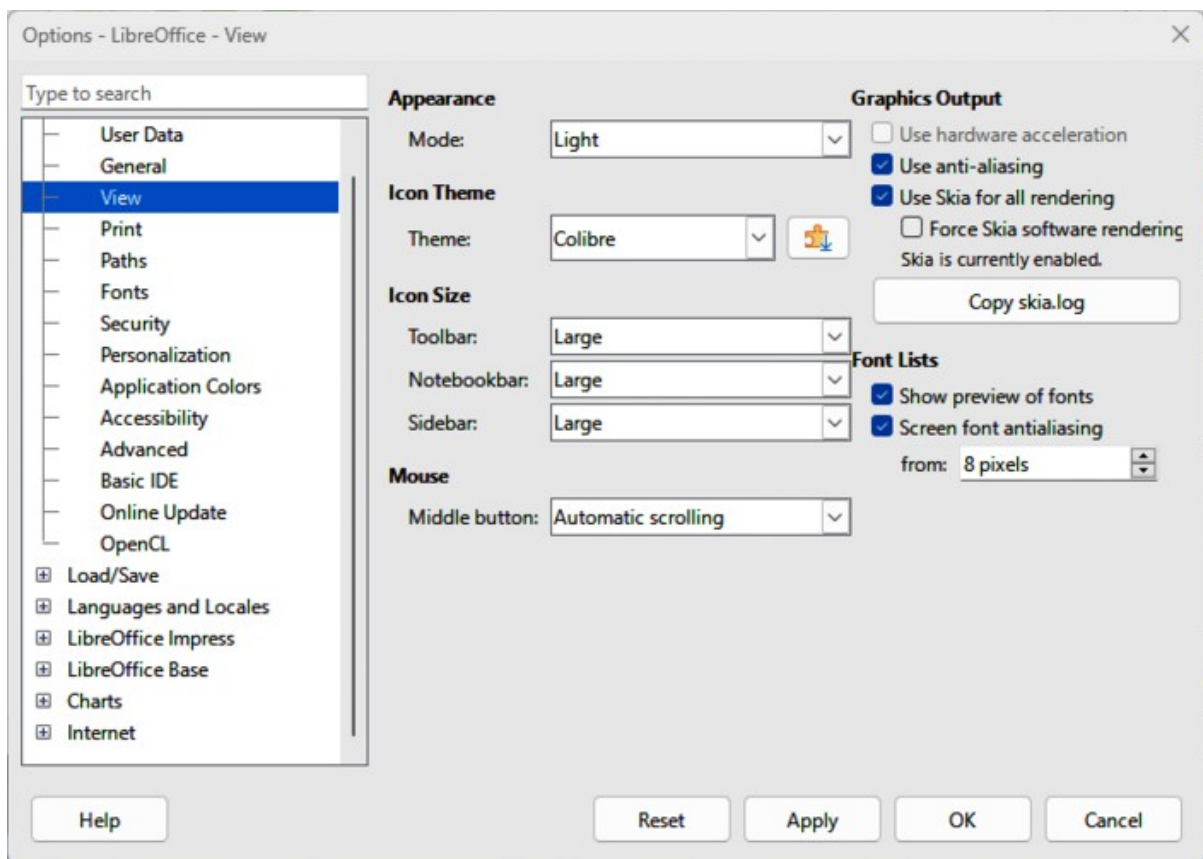 Options - LibreOffice - View
Type to search
User Data
General
View
Print
Paths
Fonts
Security
Personalization
Application Colors
Accessibility
Advanced
Basic IDE
Online Update
OpenCL
Load/Save
Languages and Locales
LibreOffice Impress
LibreOffice Base
Charts
Internet
Appearance
Mode: Light
Icon Theme
Theme: Colibre
Icon Size
Toolbar: Large
Notebookbar: Large
Sidebar: Large
Mouse
Middle button: Automatic scrolling
Graphics Output
Use hardware acceleration
Use anti-aliasing
Use Skia for all rendering
Force Skia software rendering
Skia is currently enabled.
Copy skia.log
Font Lists
Show preview of fonts
Screen font antialiasing
from: 8 pixels
Help Reset Apply OK Cancel